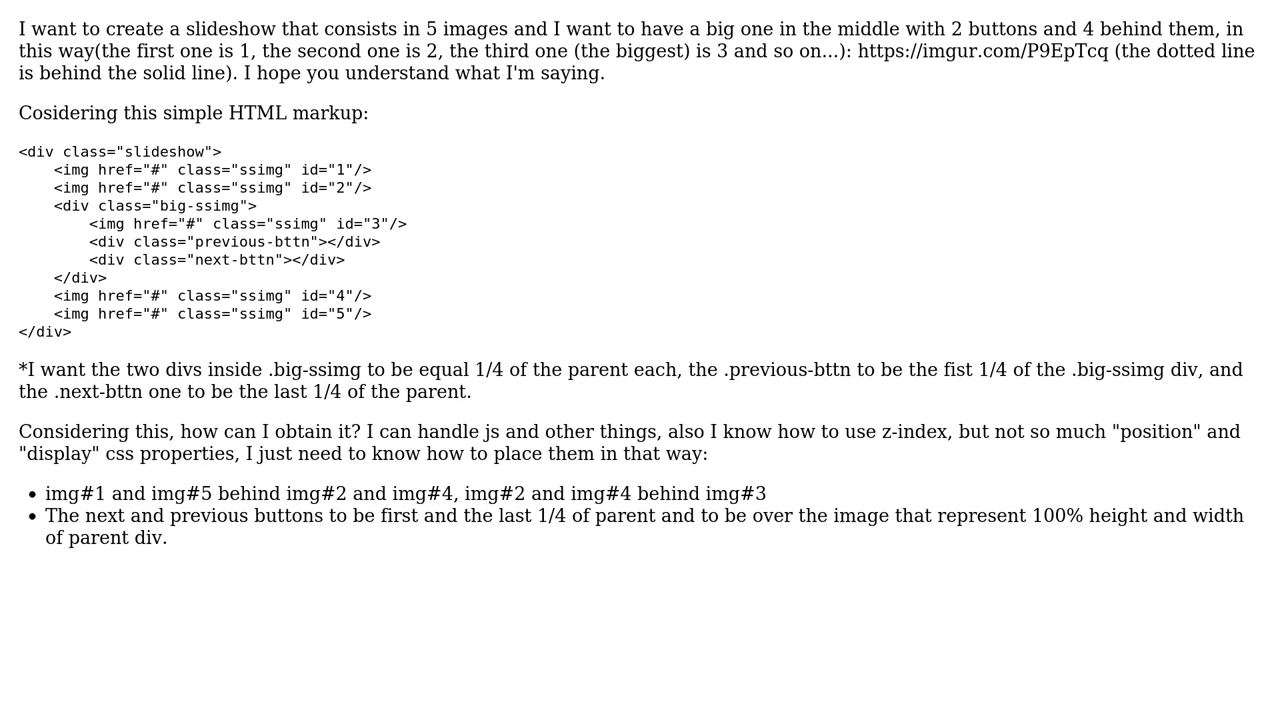 I want to create a slideshow that consists in 5 images and I want to have a big one in the middle with 2 buttons and 4 behind them, in
this way(the first one is 1, the second one is 2, the third one (the biggest) is 3 and so on...): https://imgur.com/P9EpTcq (the dotted line
is behind the solid line). I hope you understand what I'm saying.
Cosidering this simple HTML markup:
<div class="slideshow">
    <img href="#" class="ssimg" id="1"/>
    <img href="#" class="ssimg" id="2"/>
    <div class="big-ssimg">
        <img href="#" class="ssimg" id="3"/>
        <div class="previous-bttn"></div>
        <div class="next-bttn"></div>
    </div>
    <img href="#" class="ssimg" id="4"/>
    <img href="#" class="ssimg" id="5"/>
</div>
*I want the two divs inside .big-ssimg to be equal 1/4 of the parent each, the .previous-bttn to be the fist 1/4 of the .big-ssimg div, and
the .next-bttn one to be the last 1/4 of the parent.
Considering this, how can I obtain it? I can handle js and other things, also I know how to use z-index, but not so much "position" and
"display" css properties, I just need to know how to place them in that way:
• img#1 and img#5 behind img#2 and img#4, img#2 and img#4 behind img#3
• The next and previous buttons to be first and the last 1/4 of parent and to be over the image that represent 100% height and width
of parent div.